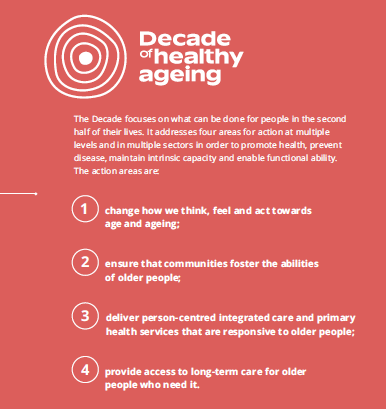 Decade
of healthy
ageing
The Decade focuses on what can be done for people in the second
half of their lives. It addresses four areas for action at multiple
levels and in multiple sectors in order to promote health, prevent
disease, maintain intrinsic capacity and enable functional ability.
The action areas are:
1 change how we think, feel and act towards
age and ageing;
2 ensure that communities foster the abilities
of older people;
3 deliver person-centred integrated care and primary
health services that are responsive to older people;
4 provide access to long-term care for older
people who need it.